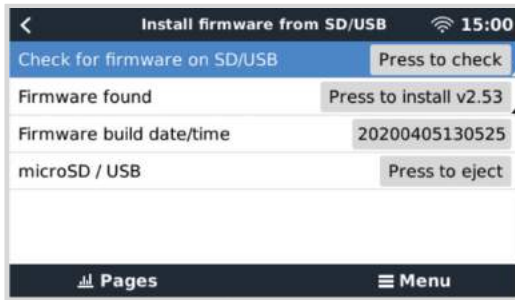 Install firmware from SD/USB 15:00
Check for firmware on SD/USB Press to check
Firmware found Press to install v2.53
Firmware build date/time 20200405130525
microSD / USB Press to eject
Pages Menu